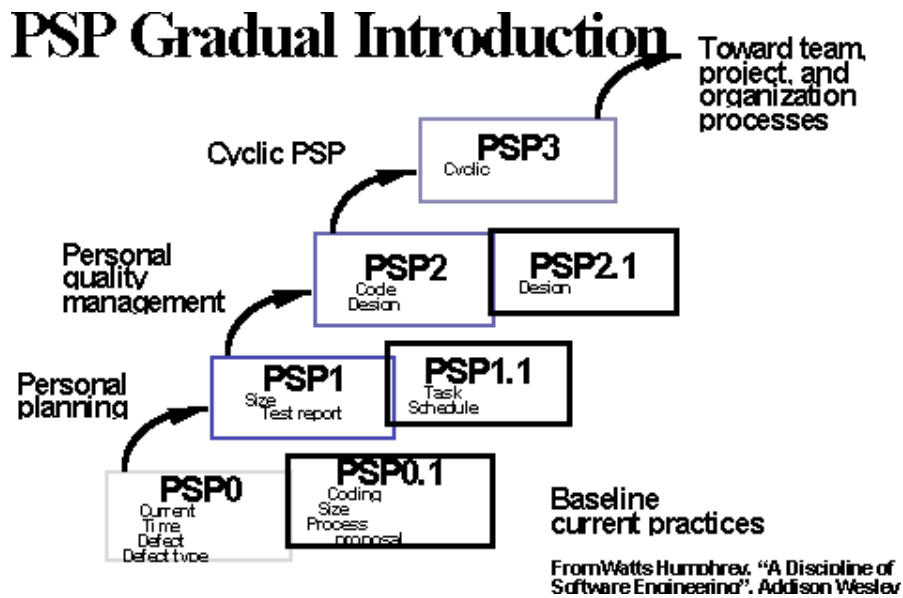 PSP Gradual Introduction
Toward team,
project, and
organization
processes
Cyclic PSP
PSP3
Cyclic
Personal
quality
management
PSP2
Code
Design
PSP2.1
Design
Personal
planning
PSP1
Size
Test report
PSP1.1
Task
Schedule
PSP0
Current
Time
Defect
Defect type
PSP0.1
Coding
Size
Process
proposal
Baseline
current practices
From Watts Humphrey, “A Discipline of
Software Engineering”, Addison Wesley